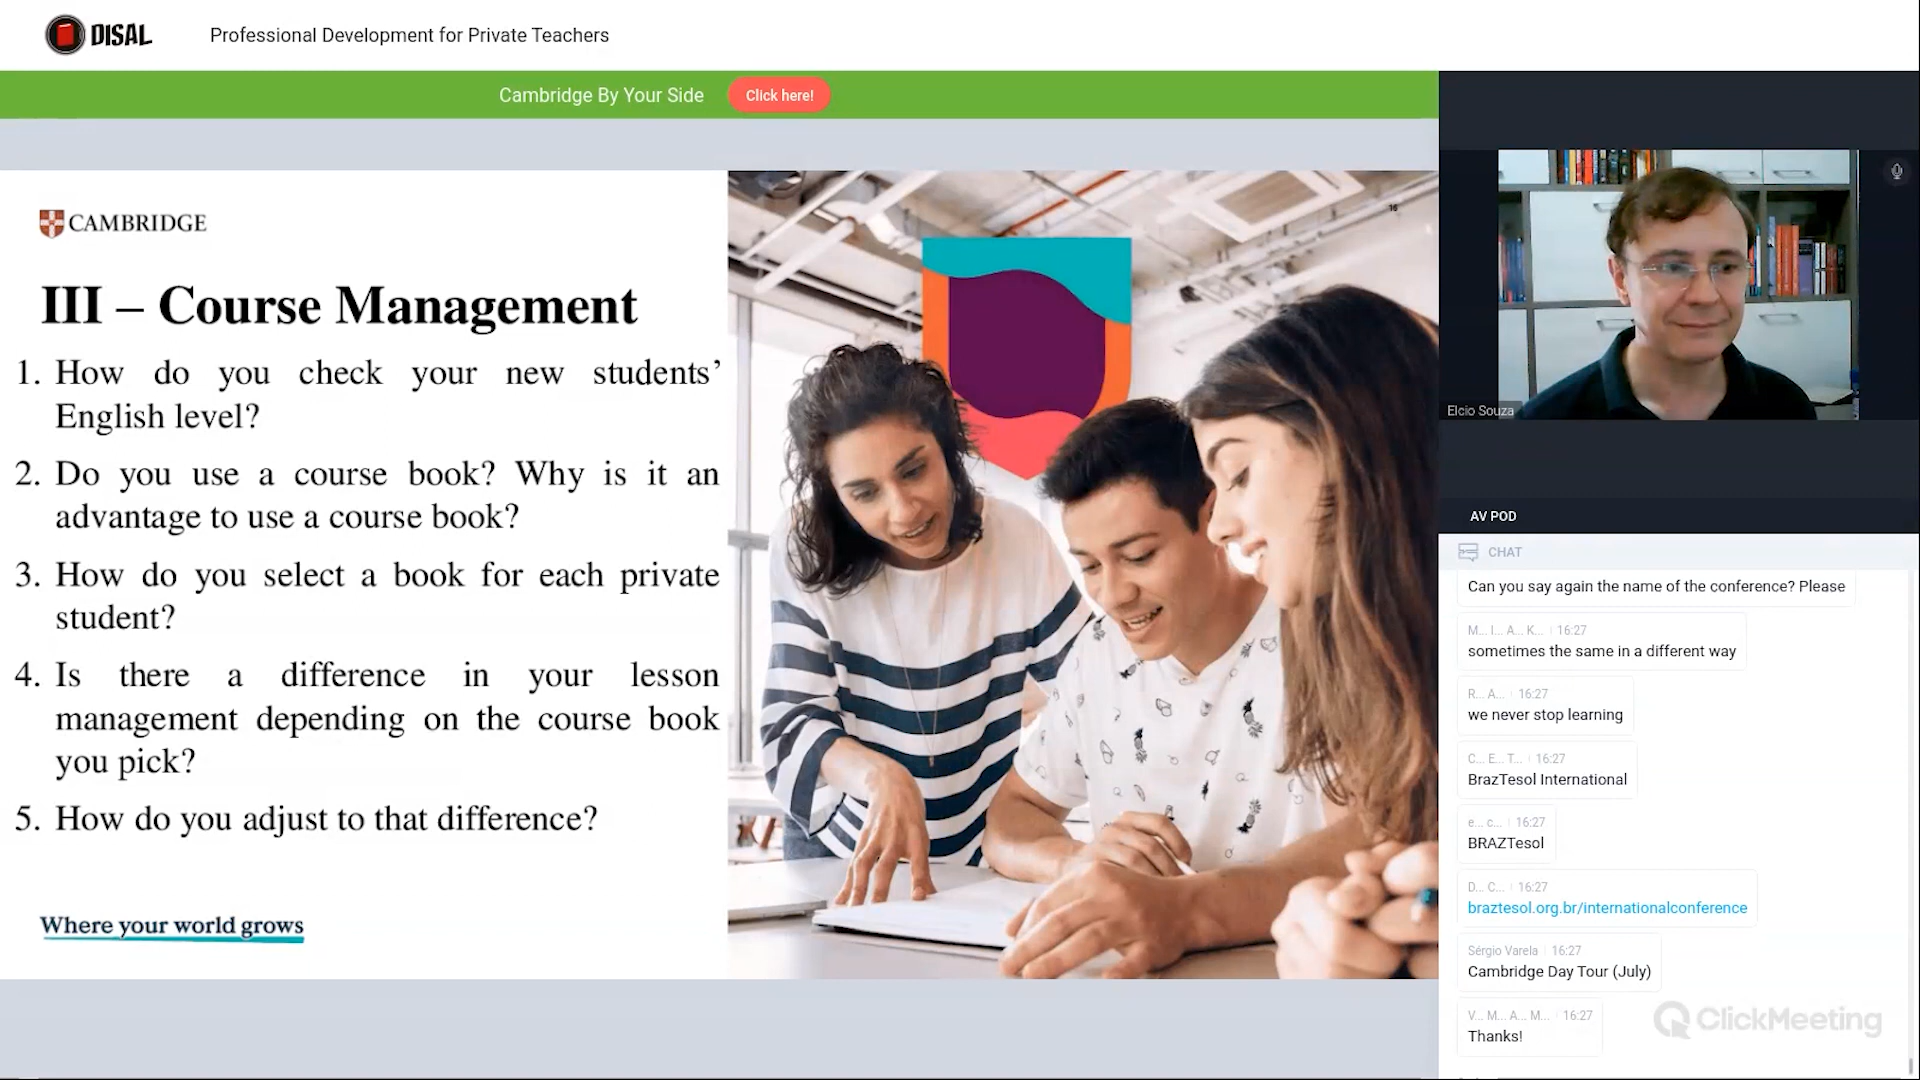 DISAL
Professional Development for Private Teachers
Cambridge By Your Side
Click here!
CAMBRIDGE
16
III – Course Management
1. How do you check your new students’
English level?
2. Do you use a course book? Why is it an
advantage to use a course book?
3. How do you select a book for each private
student?
4. Is there a difference in your lesson
management depending on the course book
you pick?
5. How do you adjust to that difference?
Where your world grows
Elcio Souza
AV POD
CHAT
Can you say again the name of the conference? Please
M... I... A... K... 16:27
sometimes the same in a different way
R... A... 16:27
we never stop learning
C... E... T... 16:27
BrazTesol International
e... c... 16:27
BRAZTesol
D... C... 16:27
braztesol.org.br/internationalconference
Sérgio Varela 16:27
Cambridge Day Tour (July)
V... M... A... M... 16:27
Thanks!
ClickMeeting